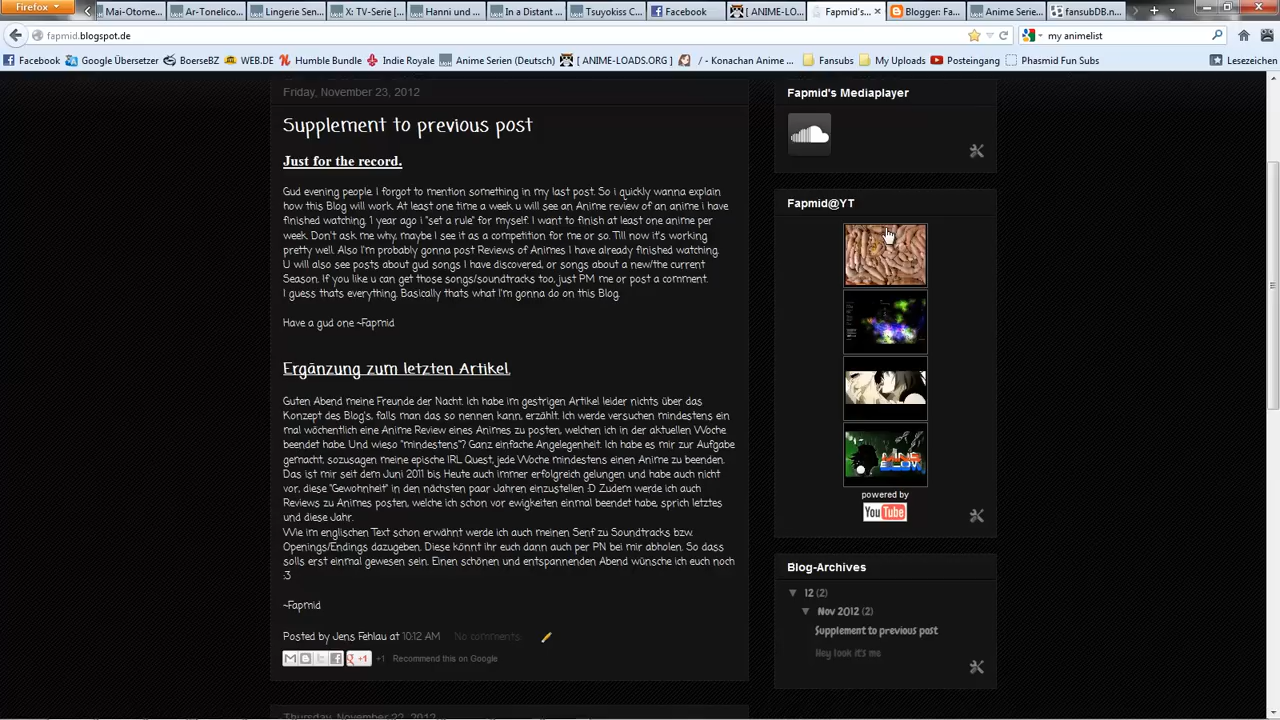 Firefox
Mai-Otome...
Ar-Tonelico...
Lingerie Sen...
X: TV-Serie [...
Hanni und ...
In a Distant ...
Tsuyokiss C...
Facebook
[ ANIME-LO...
Fapmid's...
Blogger: Fa...
Anime Serie...
fansubDB.n...
fapmid.blogspot.de
my animelist
Facebook
Google Übersetzer
BoerseBZ
WEB.DE
Humble Bundle
Indie Royale
Anime Serien (Deutsch)
[ ANIME-LOADS.ORG ]
/ - Konachan Anime ...
Fansubs
My Uploads
Posteingang
Phasmid Fun Subs
Lesezeichen
Friday, November 23, 2012
Supplement to previous post
Just for the record.
Gud evening people. I forgot to mention something in my last post. So i quickly wanna explain
how this Blog will work. At least one time a week u will see an Anime review of an anime i have
finished watching. 1 year ago i "set a rule" for myself. I want to finish at least one anime per
week. Don't ask me why, maybe I see it as a competition for me or so. Till now it's working
pretty well. Also I'm probably gonna post Reviews of Animes I have already finished watching.
U will also see posts about gud songs I have discovered, or songs about a new/the current
Season. If you like u can get those songs/soundtracks too, just PM me or post a comment.
I guess thats everything. Basically thats what I'm gonna do on this Blog.
Have a gud one ~Fapmid
Ergänzung zum letzten Artikel.
Guten Abend meine Freunde der Nacht. Ich habe im gestrigen Artikel leider nichts über das
Konzept des Blog's, falls man das so nennen kann, erzählt. Ich werde versuchen mindestens ein
mal wöchentlich eine Anime Review eines Animes zu posten, welchen ich in der aktuellen Woche
beendet habe. Und wieso "mindestens"? Ganz einfache Angelegenheit. Ich habe es mir zur Aufgabe
gemacht, sozusagen meine epische IRL Quest, jede Woche mindestens einen Anime zu beenden.
Das ist mir seit dem Juni 2011 bis Heute auch immer erfolgreich gelungen und habe auch nicht
vor, diese "Gewohnheit" in den nächsten paar Jahren einzustellen :D Zudem werde ich auch
Reviews zu Animes posten, welche ich schon vor ewigkeiten einmal beendet habe, sprich letztes
und diese Jahr.
Wie im englischen Text schon erwähnt werde ich auch meinen Senf zu Soundtracks bzw.
Openings/Endings dazugeben. Diese könnt ihr euch dann auch per PN bei mir abholen. So dass
solls erst einmal gewesen sein. Einen schönen und entspannenden Abend wünsche ich euch noch
:3
~Fapmid
Posted by Jens Fehlau at 10:12 AM
No comments:
+1
+1
Recommend this on Google
Thursday, November 22, 2012
Fapmid's Mediaplayer
Fapmid@YT
powered by
YouTube
Blog-Archives
12 (2)
Nov 2012 (2)
Supplement to previous post
Hey look it's me